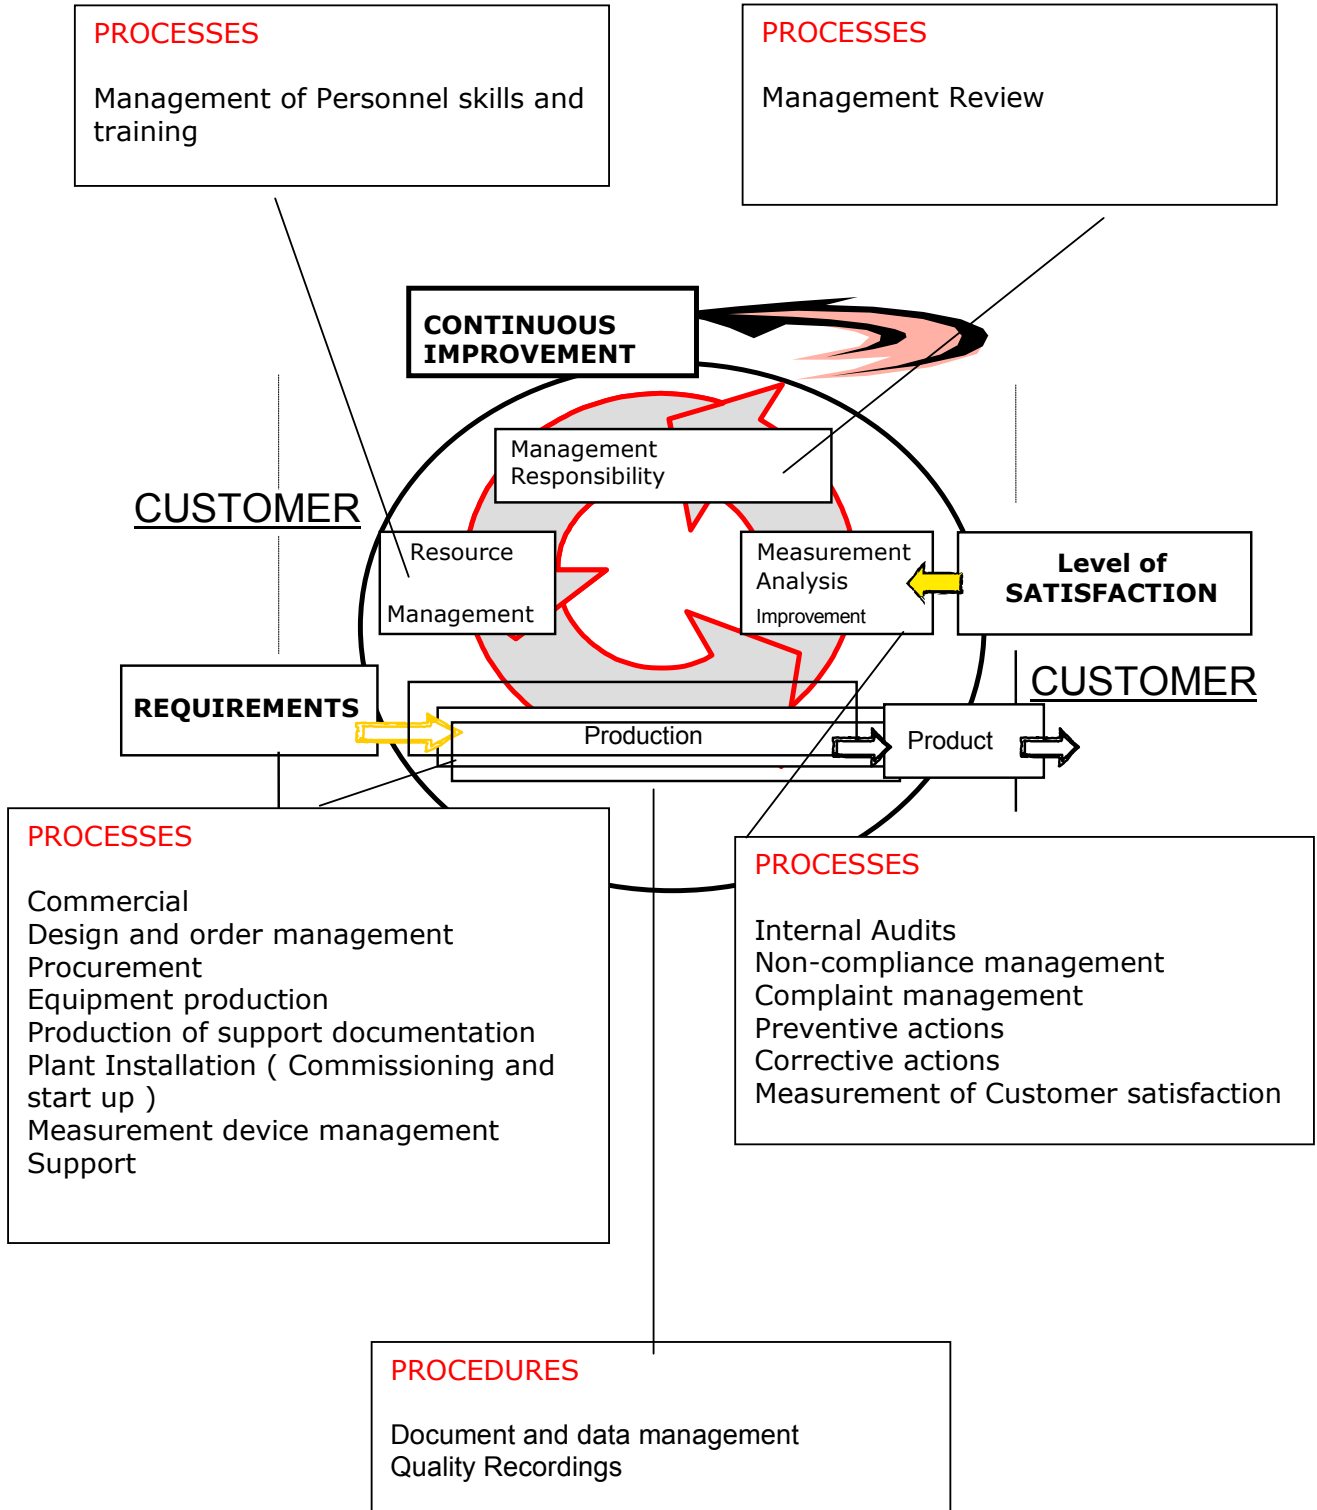 PROCESSES
Management of Personnel skills and
training
PROCESSES
Management Review
CONTINUOUS
IMPROVEMENT
Management
Responsibility
CUSTOMER
Resource
Management
Measurement
Analysis
Improvement
Level of
SATISFACTION
CUSTOMER
REQUIREMENTS
Production
Product
PROCESSES
Commercial
Design and order management
Procurement
Equipment production
Production of support documentation
Plant Installation ( Commissioning and
start up )
Measurement device management
Support
PROCESSES
Internal Audits
Non-compliance management
Complaint management
Preventive actions
Corrective actions
Measurement of Customer satisfaction
PROCEDURES
Document and data management
Quality Recordings